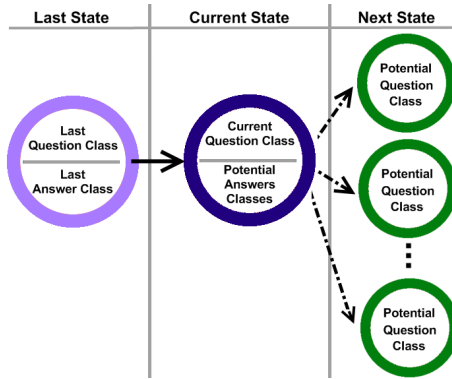 Last State
Current State
Next State
Last
Question Class
Last
Answer Class
Current
Question Class
Potential
Answers
Classes
Potential
Question
Class
Potential
Question
Class
Potential
Question
Class